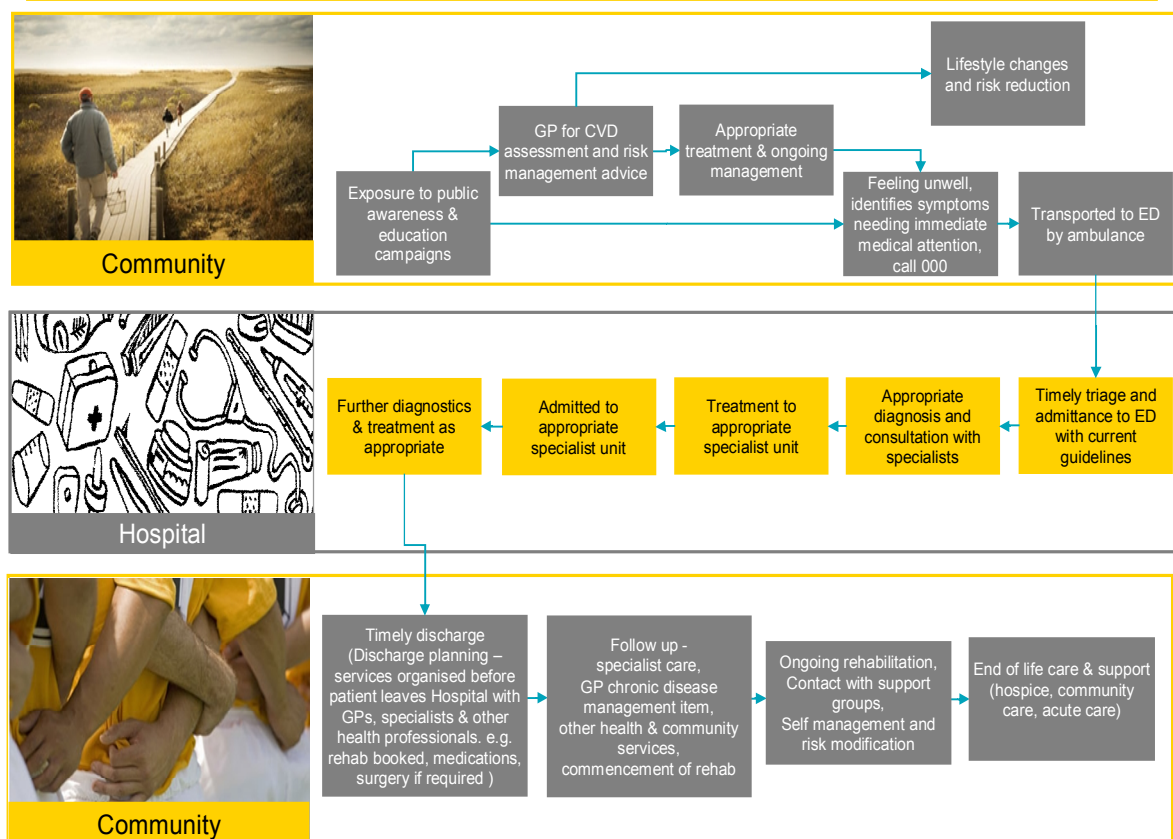 Lifestyle changes
and risk reduction
GP for CVD
assessment and risk
management advice
Appropriate
treatment & ongoing
management
Exposure to public
awareness &
education
campaigns
Feeling unwell,
identifies symptoms
needing immediate
medical attention,
call 000
Transported to ED
by ambulance
Community
Further diagnostics
& treatment as
appropriate
Admitted to
appropriate
specialist unit
Treatment to
appropriate
specialist unit
Appropriate
diagnosis and
consultation with
specialists
Timely triage and
admittance to ED
with current
guidelines
Hospital
Timely discharge
(Discharge planning –
services organised before
patient leaves Hospital with
GPs, specialists & other
health professionals. e.g.
rehab booked, medications,
surgery if required )
Follow up -
specialist care,
GP chronic disease
management item,
other health & community
services,
commencement of rehab
Ongoing rehabilitation,
Contact with support
groups,
Self management and
risk modification
End of life care & support
(hospice, community
care, acute care)
Community